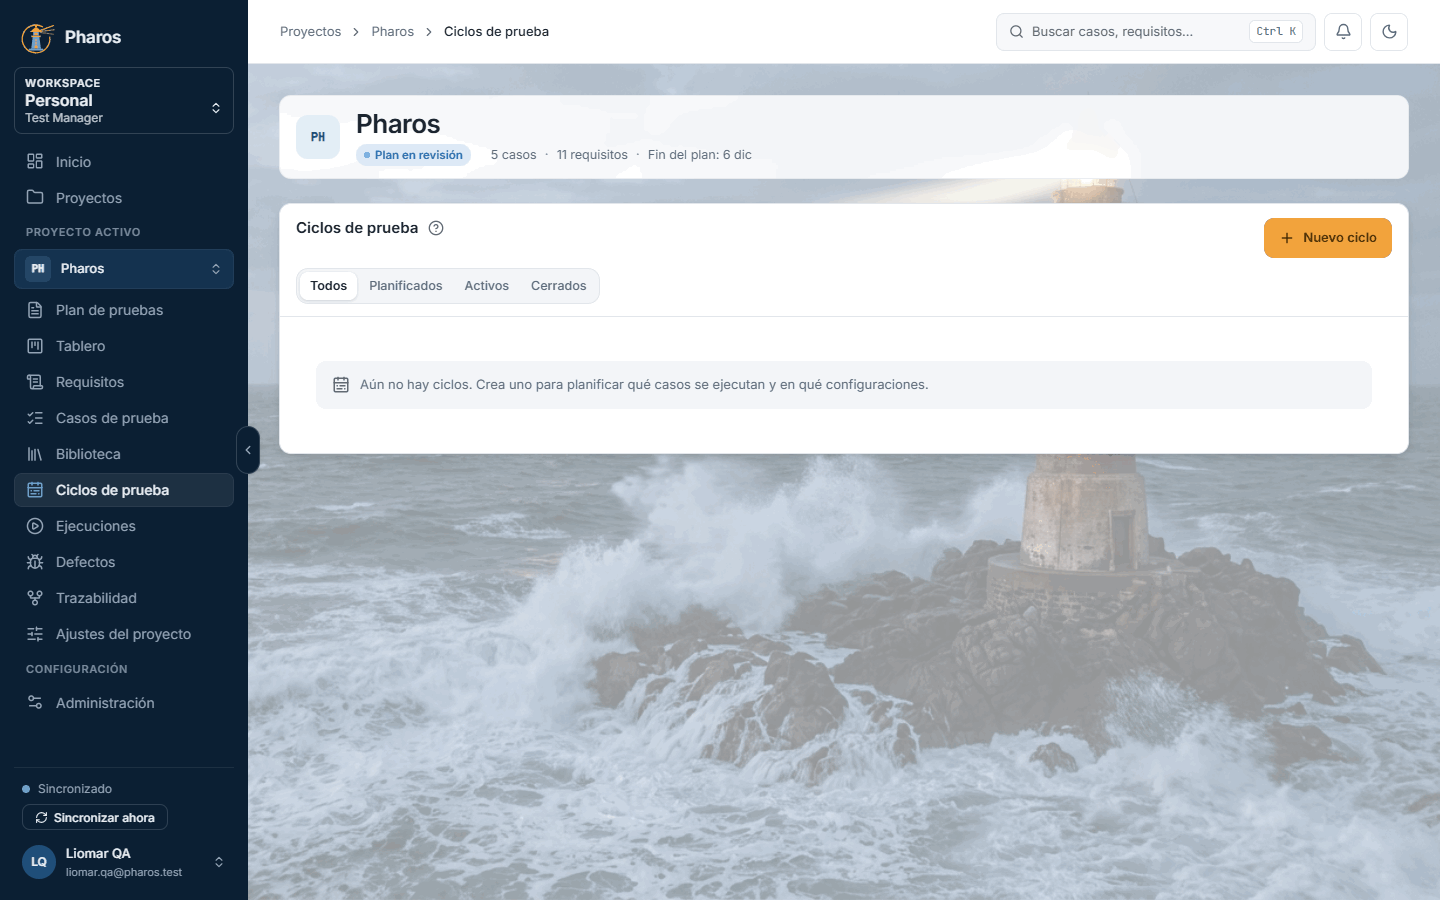 Pharos
WORKSPACE
Personal
Test Manager
Inicio
Proyectos
PROYECTO ACTIVO
PH Pharos
Plan de pruebas
Tablero
Requisitos
Casos de prueba
Biblioteca
Ciclos de prueba
Ejecuciones
Defectos
Trazabilidad
Ajustes del proyecto
CONFIGURACIÓN
Administración
Sincronizado
Sincronizar ahora
LQ
Liomar QA
liomar.qa@pharos.test
Proyectos > Pharos > Ciclos de prueba
Buscar casos, requisitos... Ctrl K
PH
Pharos
Plan en revisión 5 casos · 11 requisitos · Fin del plan: 6 dic
Ciclos de prueba ?
+ Nuevo ciclo
Todos Planificados Activos Cerrados
Aún no hay ciclos. Crea uno para planificar qué casos se ejecutan y en qué configuraciones.